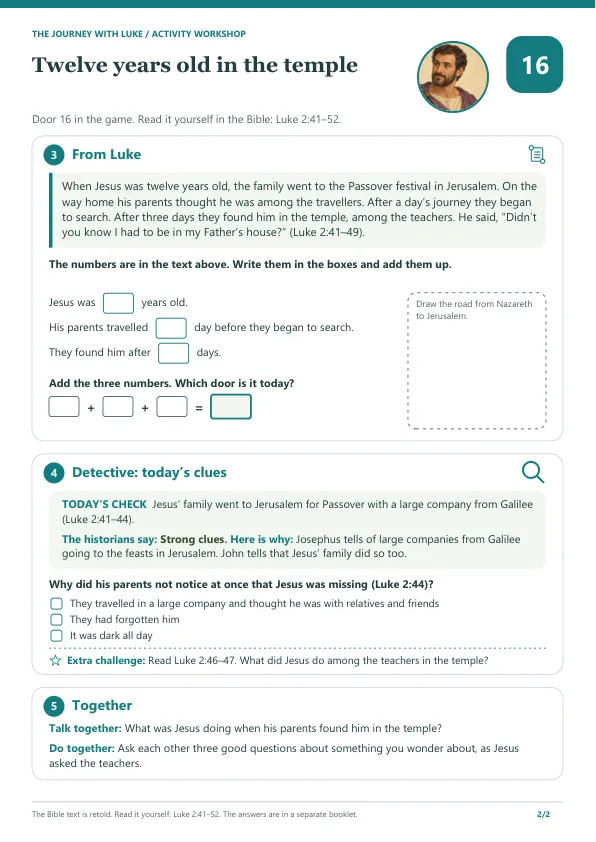 THE JOURNEY WITH LUKE / ACTIVITY WORKSHOP
Twelve years old in the temple
16
Door 16 in the game. Read it yourself in the Bible: Luke 2:41–52.
3 From Luke
When Jesus was twelve years old, the family went to the Passover festival in Jerusalem. On the
way home his parents thought he was among the travellers. After a day’s journey they began
to search. After three days they found him in the temple, among the teachers. He said, “Didn’t
you know I had to be in my Father’s house?” (Luke 2:41–49).
The numbers are in the text above. Write them in the boxes and add them up.
Jesus was years old.
His parents travelled day before they began to search.
They found him after days.
Draw the road from Nazareth
to Jerusalem.
Add the three numbers. Which door is it today?
+ + =
4 Detective: today’s clues
TODAY’S CHECK Jesus’ family went to Jerusalem for Passover with a large company from Galilee
(Luke 2:41–44).
The historians say: Strong clues. Here is why: Josephus tells of large companies from Galilee
going to the feasts in Jerusalem. John tells that Jesus’ family did so too.
Why did his parents not notice at once that Jesus was missing (Luke 2:44)?
They travelled in a large company and thought he was with relatives and friends
They had forgotten him
It was dark all day
Extra challenge: Read Luke 2:46–47. What did Jesus do among the teachers in the temple?
5 Together
Talk together: What was Jesus doing when his parents found him in the temple?
Do together: Ask each other three good questions about something you wonder about, as Jesus
asked the teachers.
The Bible text is retold. Read it yourself: Luke 2:41–52. The answers are in a separate booklet.
2/2